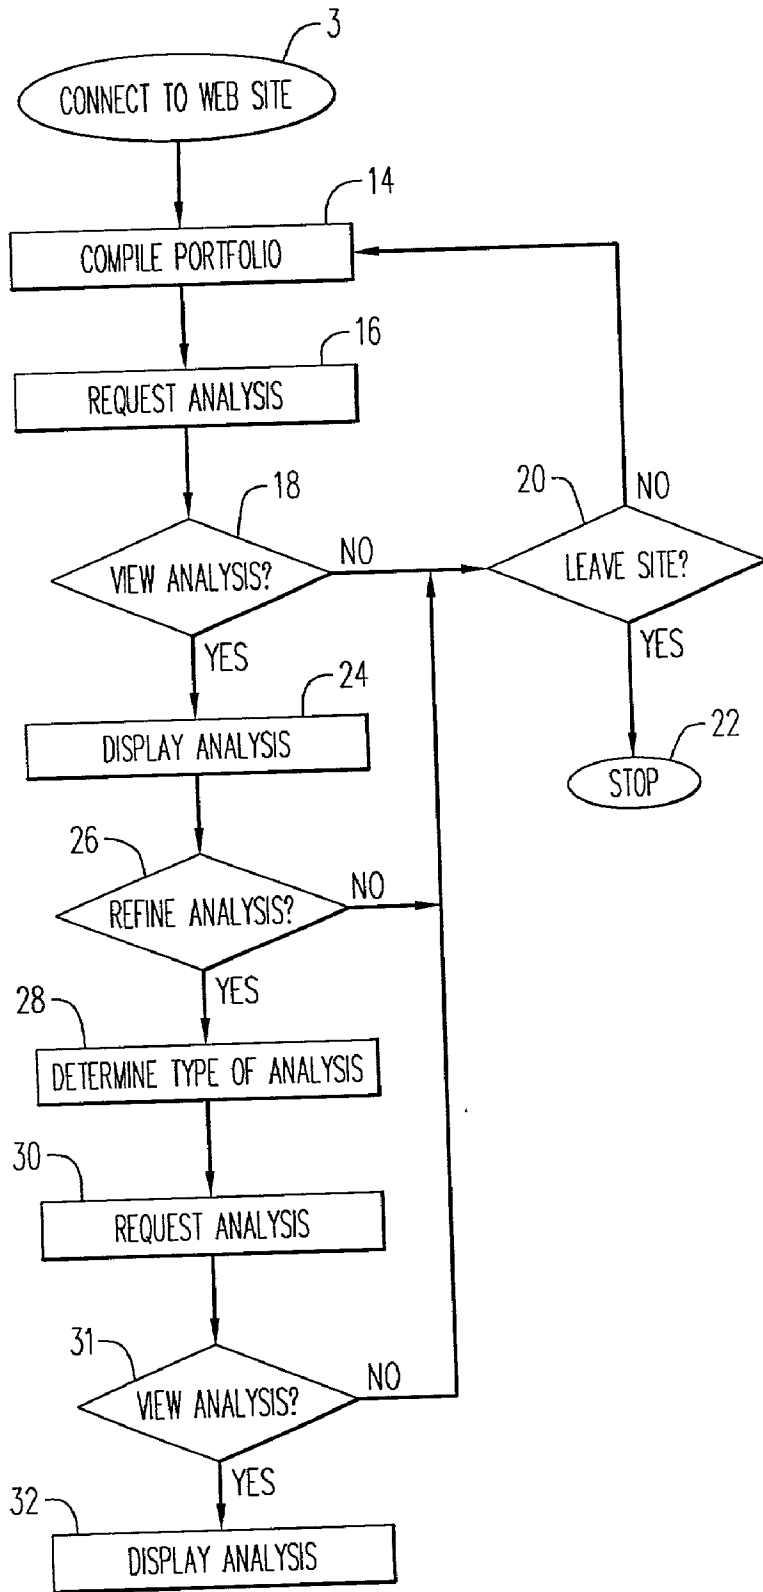 3
CONNECT TO WEB SITE
14
COMPILE PORTFOLIO
16
REQUEST ANALYSIS
18
VIEW ANALYSIS?
NO
YES
20
NO
LEAVE SITE?
YES
22
STOP
24
DISPLAY ANALYSIS
26
REFINE ANALYSIS?
NO
YES
28
DETERMINE TYPE OF ANALYSIS
30
REQUEST ANALYSIS
31
VIEW ANALYSIS?
NO
YES
32
DISPLAY ANALYSIS